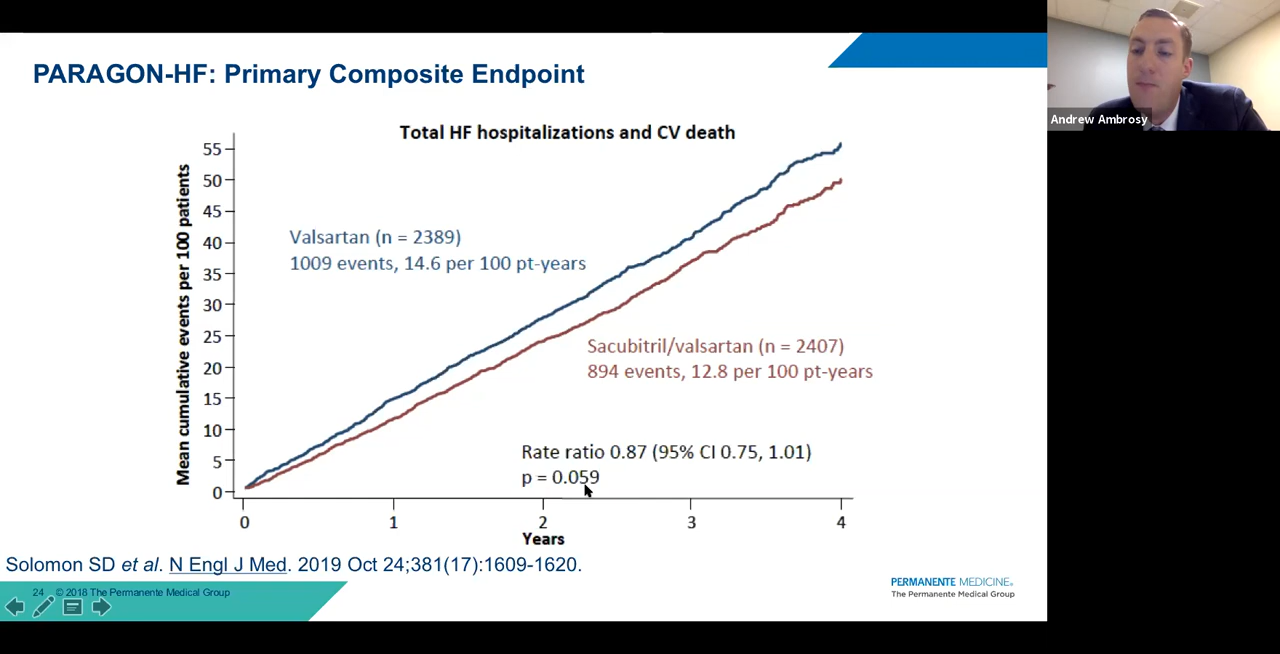 PARAGON-HF: Primary Composite Endpoint
Andrew Ambrosy
Total HF hospitalizations and CV death
Mean cumulative events per 100 patients
55
50
45
40
35
30
25
20
15
10
5
0
Valsartan (n = 2389)
1009 events, 14.6 per 100 pt-years
Sacubitril/valsartan (n = 2407)
894 events, 12.8 per 100 pt-years
Rate ratio 0.87 (95% CI 0.75, 1.01)
p = 0.059
0 1 2 3 4
Years
Solomon SD et al. N Engl J Med. 2019 Oct 24;381(17):1609-1620.
24 © 2018 The Permanente Medical Group
PERMANENTE MEDICINE®
The Permanente Medical Group